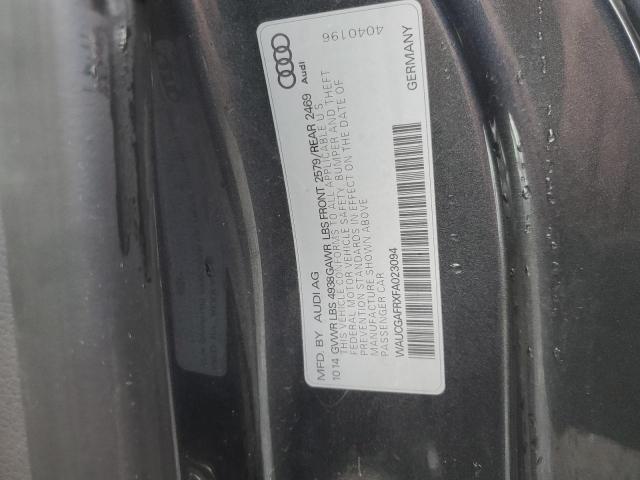 MFD. BY AUDI AG
10 14 GVWR LBS 4938 GAWR LBS FRONT 2579/REAR 2469
THIS VEHICLE CONFORMS TO ALL APPLICABLE U.S.
FEDERAL MOTOR VEHICLE SAFETY, BUMPER AND THEFT
PREVENTION STANDARDS IN EFFECT ON THE DATE OF
MANUFACTURE SHOWN ABOVE
PASSENGER CAR
WAUCGAFRXFA023094
Audi
4040196
GERMANY